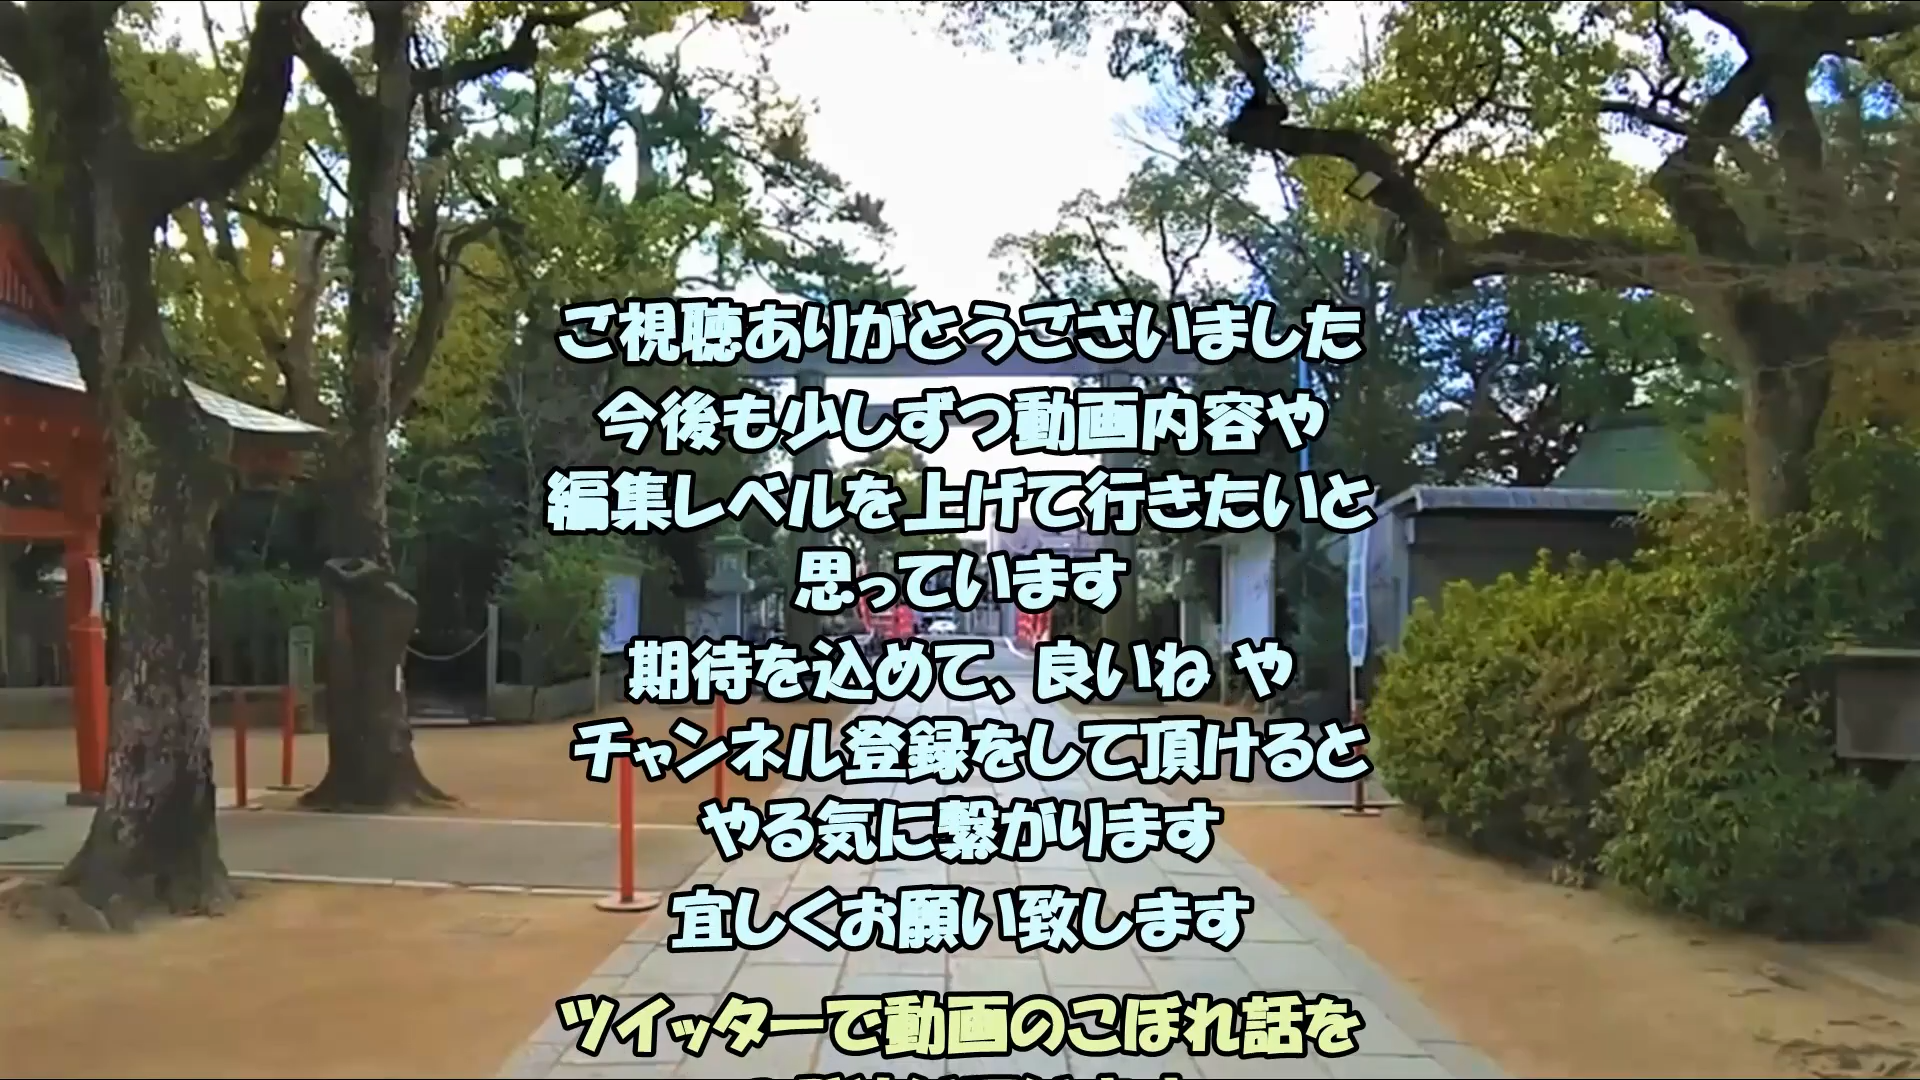 ご視聴ありがとうございました
今後も少しずつ動画内容や
編集レベルを上げて行きたいと
思っています
期待を込めて、良いね や
チャンネル登録をして頂けると
やる気に繋がります
宜しくお願い致します
ツイッターで動画のこぼれ話を